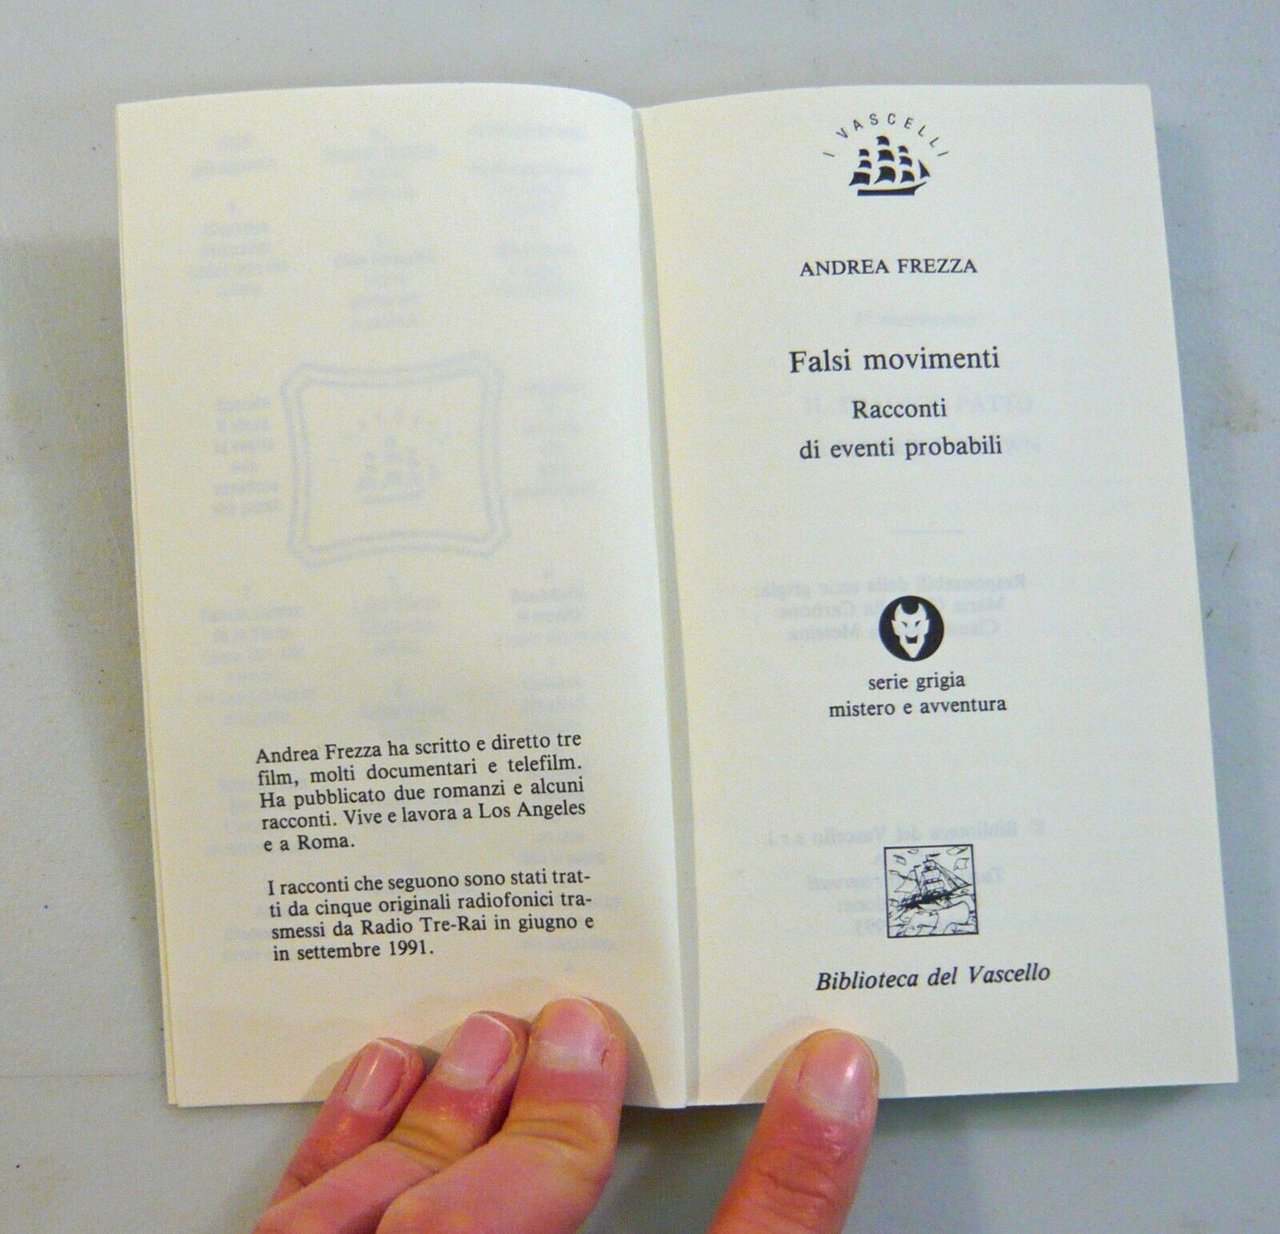 Andrea Frezza ha scritto e diretto tre
film, molti documentari e telefilm.
Ha pubblicato due romanzi e alcuni
racconti. Vive e lavora a Los Angeles
e a Roma.
I racconti che seguono sono stati trat-
ti da cinque originali radiofonici tra-
smessi da Radio Tre-Rai in giugno e
in settembre 1991.
I VASCELLI
ANDREA FREZZA
Falsi movimenti
Racconti
di eventi probabili
serie grigia
mistero e avventura
Biblioteca del Vascello